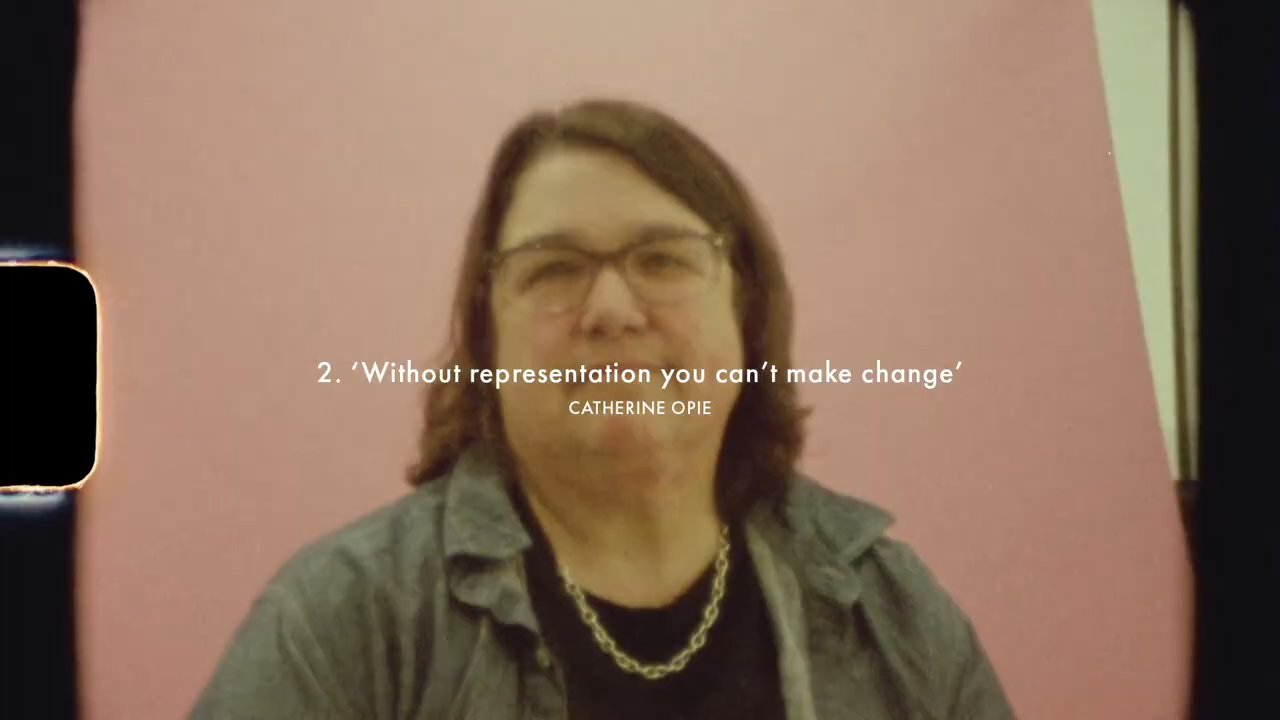 2. ‘Without representation you can’t make change’
CATHERINE OPIE